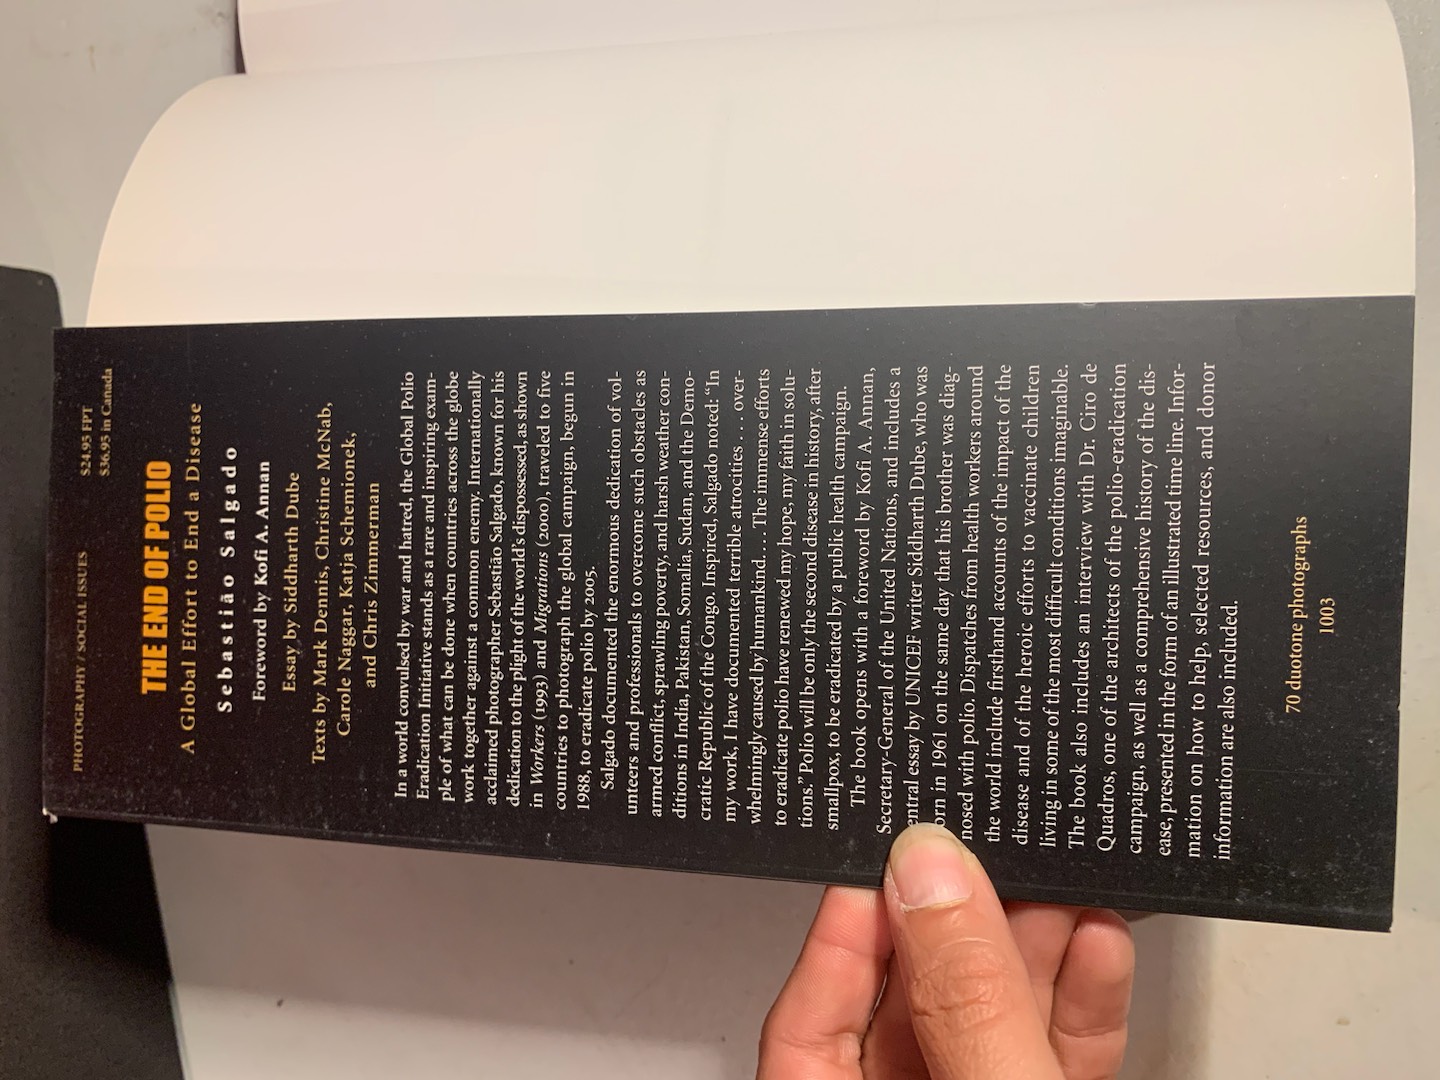 PHOTOGRAPHY / SOCIAL ISSUES
$24.95 FPT
$36.95 in Canada
THE END OF POLIO
A Global Effort to End a Disease
Sebastião Salgado
Foreword by Kofi A. Annan
Essay by Siddharth Dube
Texts by Mark Dennis, Christine McNab,
Carole Naggar, Katja Schemionek,
and Chris Zimmerman
In a world convulsed by war and hatred, the Global Polio
Eradication Initiative stands as a rare and inspiring exam-
ple of what can be done when countries across the globe
work together against a common enemy. Internationally
acclaimed photographer Sebastião Salgado, known for his
dedication to the plight of the world's dispossessed, as shown
in Workers (1993) and Migrations (2000), traveled to five
countries to photograph the global campaign, begun in
1988, to eradicate polio by 2005.
Salgado documented the enormous dedication of vol-
unteers and professionals to overcome such obstacles as
armed conflict, sprawling poverty, and harsh weather con-
ditions in India, Pakistan, Somalia, Sudan, and the Demo-
cratic Republic of the Congo. Inspired, Salgado noted: "In
my work, I have documented terrible atrocities . . . over-
whelmingly caused by humankind. . . . The immense efforts
to eradicate polio have renewed my hope, my faith in solu-
tions." Polio will be only the second disease in history, after
smallpox, to be eradicated by a public health campaign.
The book opens with a foreword by Kofi A. Annan,
Secretary-General of the United Nations, and includes a
entral essay by UNICEF writer Siddharth Dube, who was
orn in 1961 on the same day that his brother was diag-
nosed with polio. Dispatches from health workers around
the world include firsthand accounts of the impact of the
disease and of the heroic efforts to vaccinate children
living in some of the most difficult conditions imaginable.
The book also includes an interview with Dr. Ciro de
Quadros, one of the architects of the polio-eradication
campaign, as well as a comprehensive history of the dis-
ease, presented in the form of an illustrated time line. Infor-
mation on how to help, selected resources, and donor
information are also included.
70 duotone photographs
1003